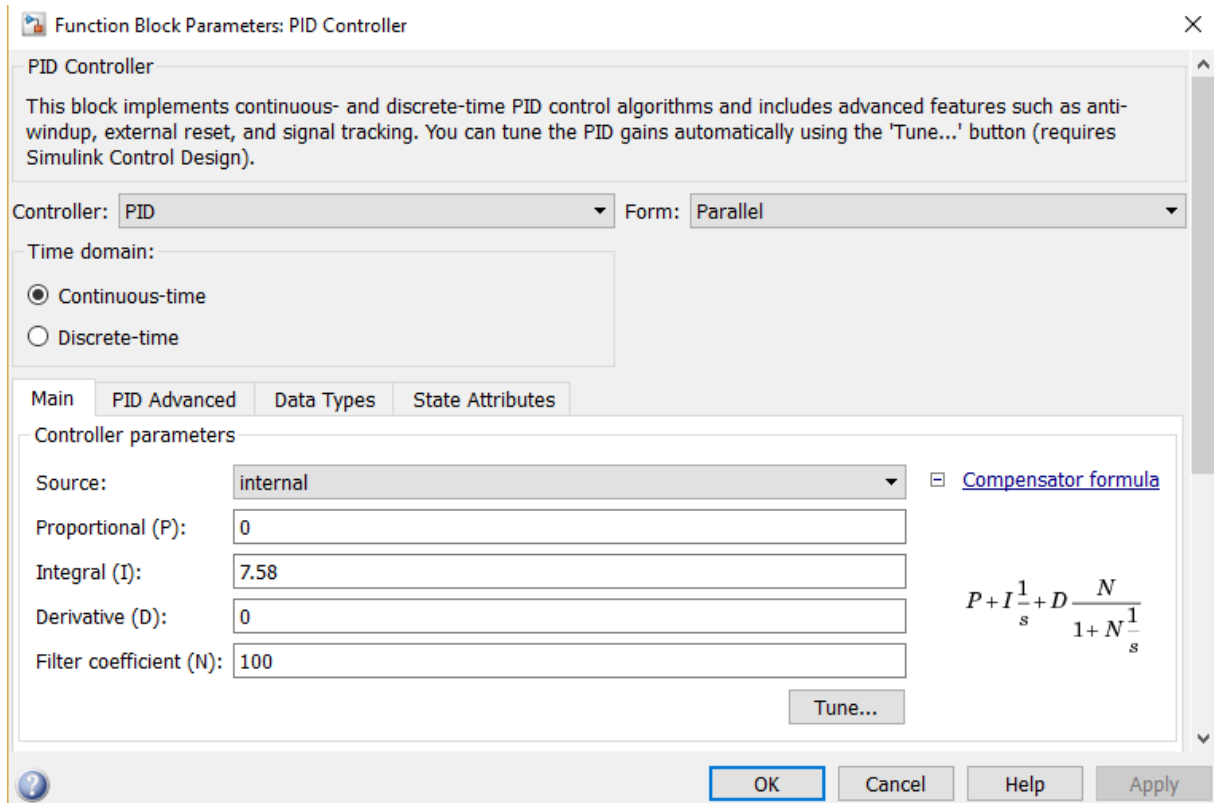 Function Block Parameters: PID Controller
PID Controller
This block implements continuous- and discrete-time PID control algorithms and includes advanced features such as anti-
windup, external reset, and signal tracking. You can tune the PID gains automatically using the 'Tune...' button (requires
Simulink Control Design).
Controller: PID Form: Parallel
Time domain:
Continuous-time
Discrete-time
Main PID Advanced Data Types State Attributes
Controller parameters
Source: internal Compensator formula
Proportional (P): 0
Integral (I): 7.58
Derivative (D): 0
Filter coefficient (N): 100
P + I 1/s + D N/(1 + N 1/s)
Tune...
OK Cancel Help Apply